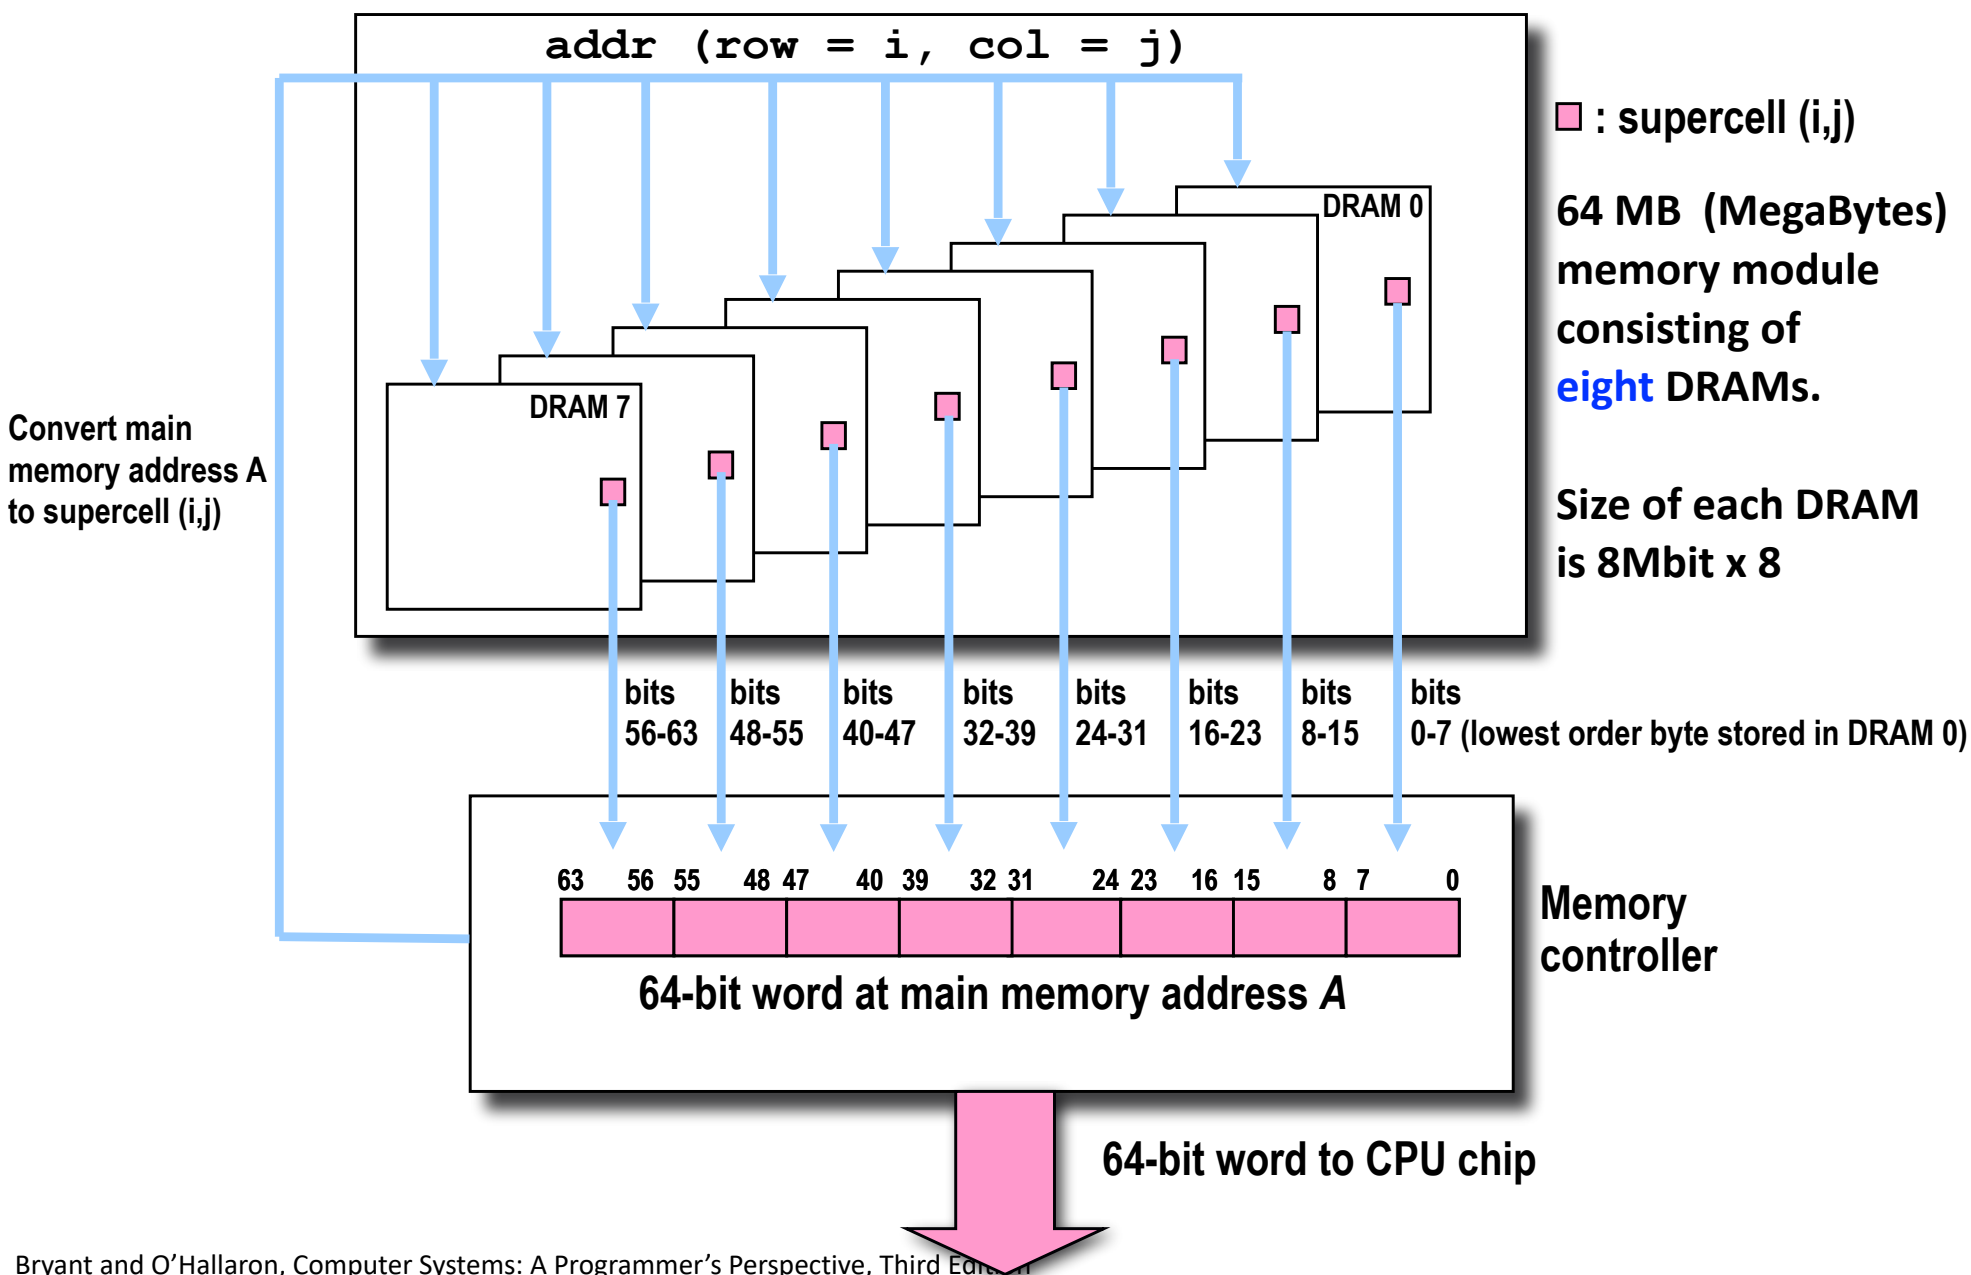 addr (row = i, col = j)
: supercell (i,j)
64 MB (MegaBytes)
memory module
consisting of
eight DRAMs.
Size of each DRAM
is 8Mbit x 8
DRAM 0
DRAM 7
Convert main
memory address A
to supercell (i,j)
bits bits bits bits bits bits bits bits
56-63 48-55 40-47 32-39 24-31 16-23 8-15 0-7 (lowest order byte stored in DRAM 0)
63 56 55 48 47 40 39 32 31 24 23 16 15 8 7 0
64-bit word at main memory address A
Memory
controller
64-bit word to CPU chip
Bryant and O'Hallaron, Computer Systems: A Programmer's Perspective, Third Edition